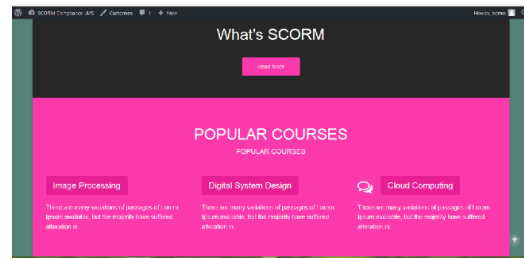 SCORM Compliance LMS Customize 1 + New Howdy, admin
What's SCORM
Read More
POPULAR COURSES
POPULAR COURSES
Image Processing
There are many variations of passages of Lorem
Ipsum available, but the majority have suffered
alteration in.
Digital System Design
There are many variations of passages of Lorem
Ipsum available, but the majority have suffered
alteration in.
Cloud Computing
There are many variations of passages of Lorem
Ipsum available, but the majority have suffered
alteration in.